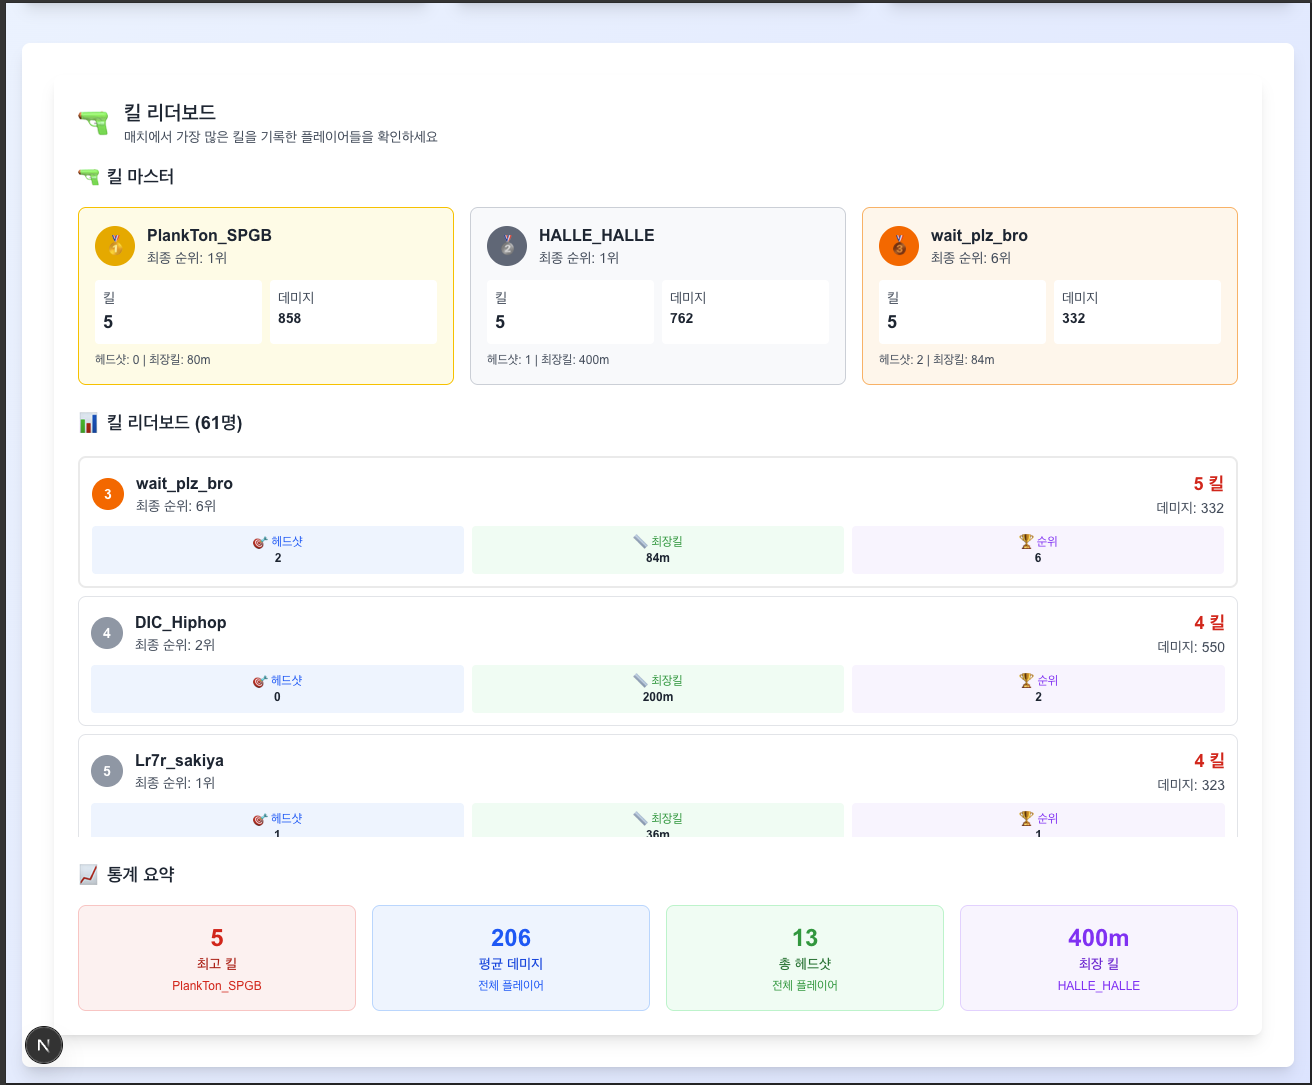 킬 리더보드
매치에서 가장 많은 킬을 기록한 플레이어들을 확인하세요
킬 마스터
1
PlankTon_SPGB
최종 순위: 1위
킬
5
데미지
858
헤드샷: 0 | 최장킬: 80m
2
HALLE_HALLE
최종 순위: 1위
킬
5
데미지
762
헤드샷: 1 | 최장킬: 400m
3
wait_plz_bro
최종 순위: 6위
킬
5
데미지
332
헤드샷: 2 | 최장킬: 84m
킬 리더보드 (61명)
3
wait_plz_bro
최종 순위: 6위
5 킬
데미지: 332
헤드샷
2
최장킬
84m
순위
6
4
DIC_Hiphop
최종 순위: 2위
4 킬
데미지: 550
헤드샷
0
최장킬
200m
순위
2
5
Lr7r_sakiya
최종 순위: 1위
4 킬
데미지: 323
헤드샷
1
최장킬
36m
순위
1
통계 요약
5
최고 킬
PlankTon_SPGB
206
평균 데미지
전체 플레이어
13
총 헤드샷
전체 플레이어
400m
최장 킬
HALLE_HALLE
N